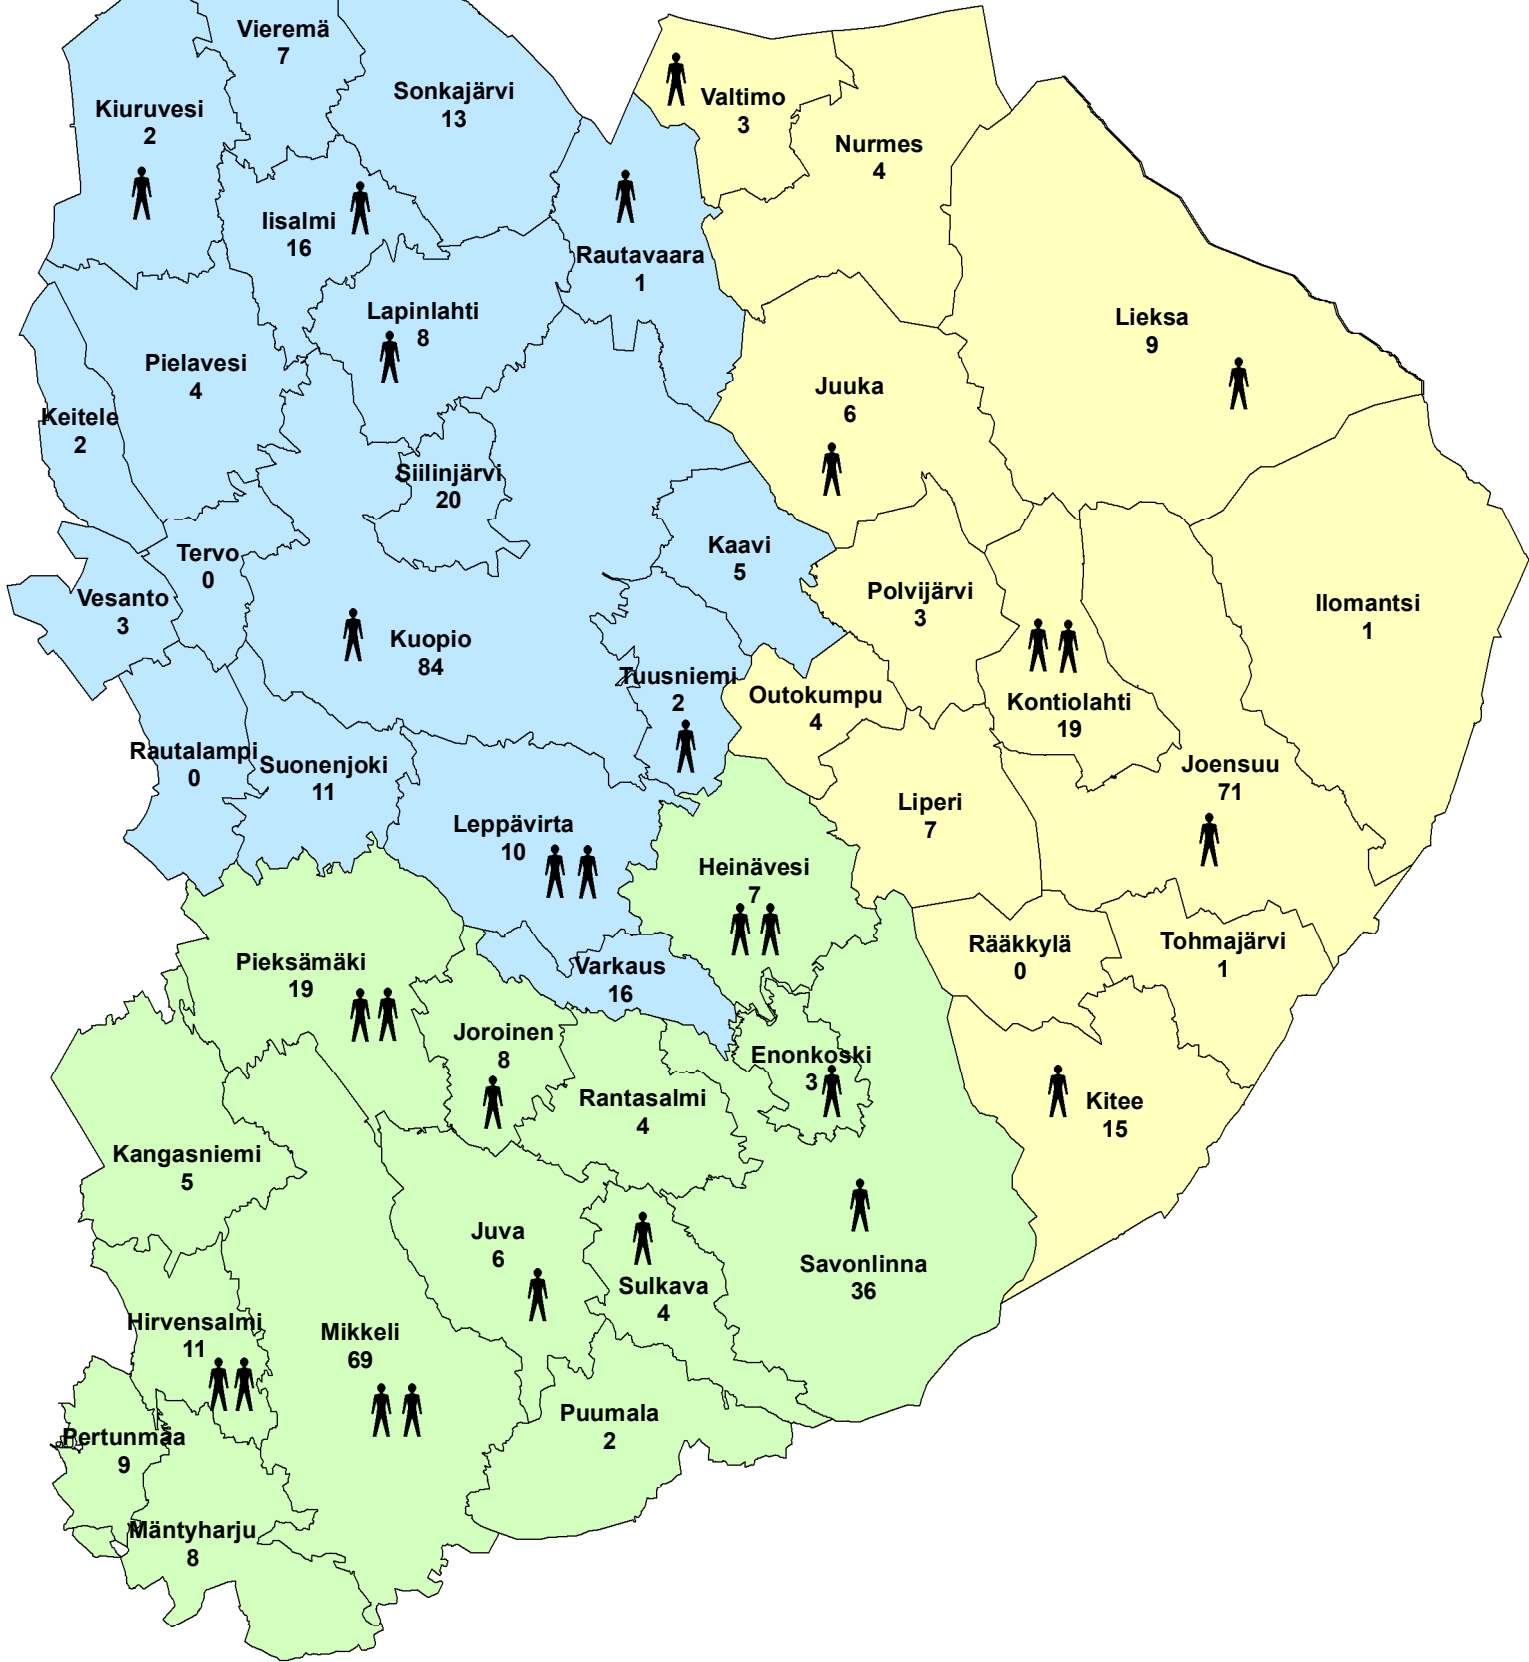 Vieremä
7
Sonkajärvi
13
Kiuruvesi
2
Valtimo
3
Nurmes
4
Iisalmi
16
Rautavaara
1
Lapinlahti
8
Lieksa
9
Pielavesi
4
Juuka
6
Keitele
2
Siilinjärvi
20
Kaavi
5
Tervo
0
Vesanto
3
Polvijärvi
3
Ilomantsi
1
Kuopio
84
Tuusniemi
2
Outokumpu
4
Kontiolahti
19
Rautalampi
0
Suonenjoki
11
Joensuu
71
Leppävirta
10
Liperi
7
Heinävesi
7
Rääkkylä
0
Tohmajärvi
1
Pieksämäki
19
Varkaus
16
Joroinen
8
Enonkoski
3
Rantasalmi
4
Kitee
15
Kangasniemi
5
Juva
6
Savonlinna
36
Sulkava
4
Hirvensalmi
11
Mikkeli
69
Puumala
2
Pertunmaa
9
Mäntyharju
8